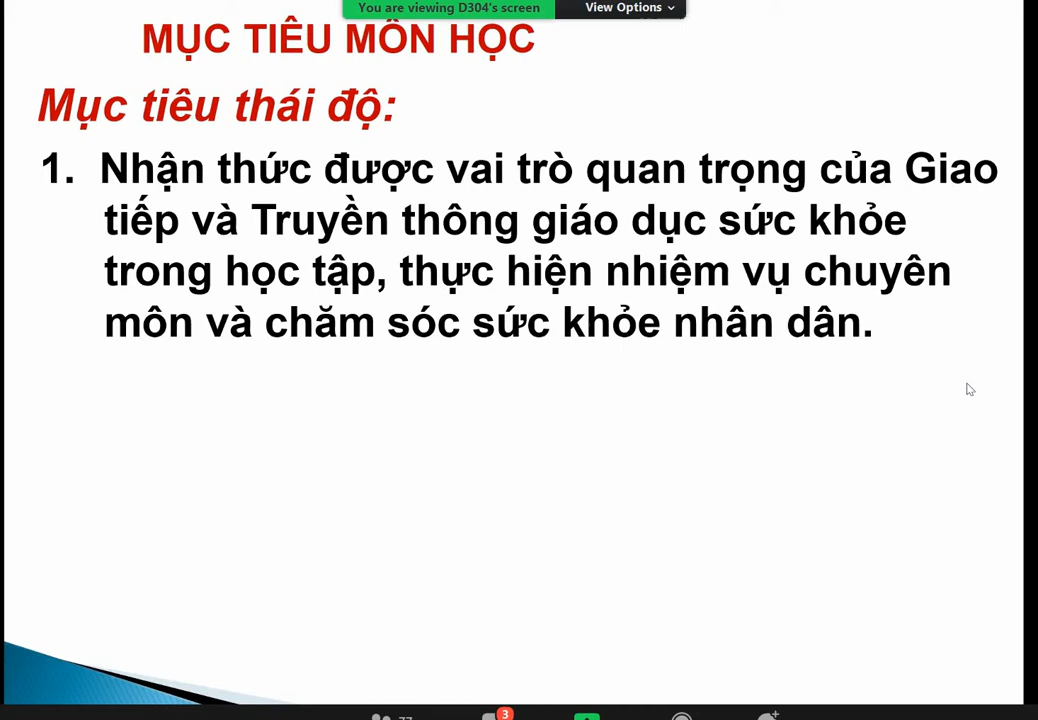 You are viewing D304's screen View Options
MỤC TIÊU MÔN HỌC
Mục tiêu thái độ:
1. Nhận thức được vai trò quan trọng của Giao
tiếp và Truyền thông giáo dục sức khỏe
trong học tập, thực hiện nhiệm vụ chuyên
môn và chăm sóc sức khỏe nhân dân.
77 3